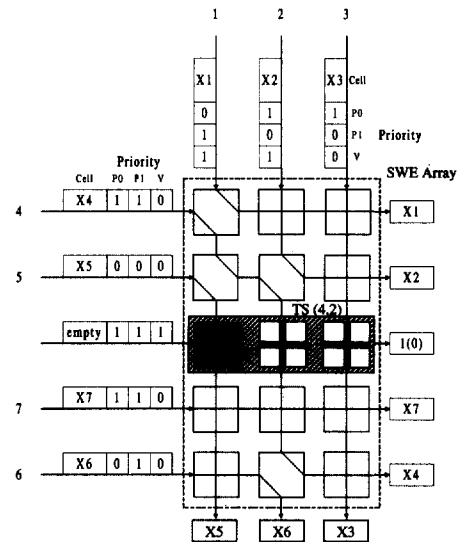 1 2 3
X1 X2 X3 Cell
0 1 1 P0
1 0 0 P1 Priority
1 1 0 V
Priority
SWE Array
Cell P0 P1 V
4 X4 1 1 0 X1
5 X5 0 0 0 X2
TS (4,2)
empty 1 1 1 1(0)
7 X7 1 1 0 X7
6 X6 0 1 0 X4
X5 X6 X3